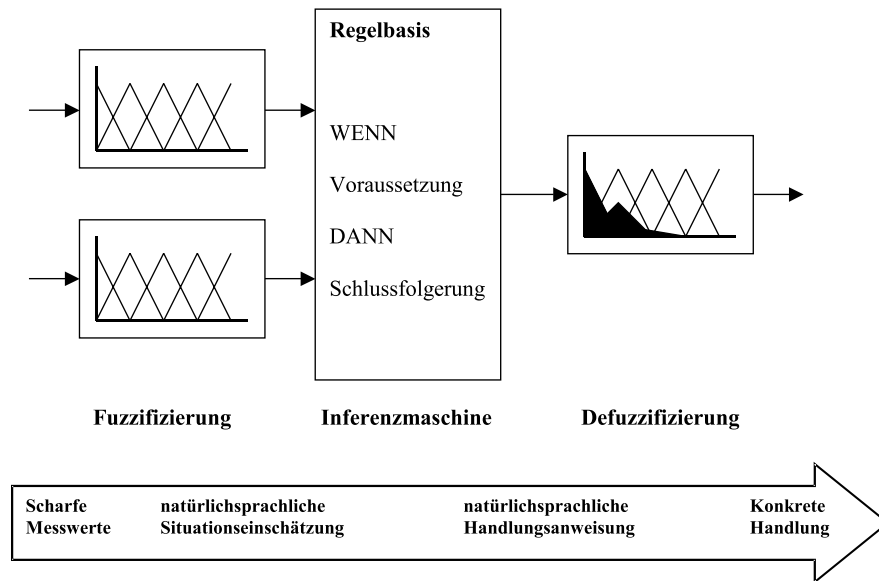 Regelbasis
WENN
Voraussetzung
DANN
Schlussfolgerung
Fuzzifizierung
Inferenzmaschine
Defuzzifizierung
Scharfe
Messwerte
natürlichsprachliche
Situationseinschätzung
natürlichsprachliche
Handlungsanweisung
Konkrete
Handlung